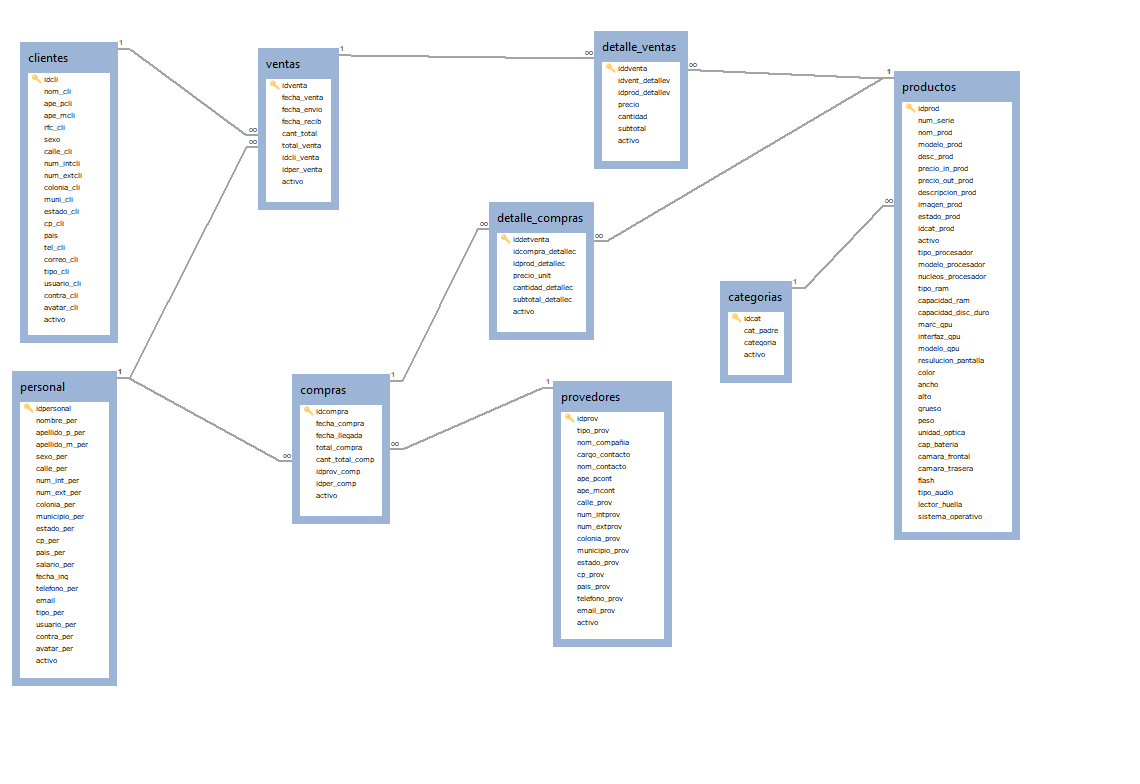 clientes
idcli
nom_cli
ape_pcli
ape_mcli
rfc_cli
sexo
calle_cli
num_intcli
num_extcli
colonia_cli
muni_cli
estado_cli
cp_cli
pais
tel_cli
correo_cli
tipo_cli
usuario_cli
contra_cli
avatar_cli
activo
1
∞
∞
ventas
idventa
fecha_venta
fecha_envio
fecha_recib
cant_total
total_venta
idcli_venta
idper_venta
activo
1
∞
detalle_ventas
iddventa
idvent_detallev
idprod_detallev
precio
cantidad
subtotal
activo
∞
1
productos
idprod
num_serie
nom_prod
modelo_prod
desc_prod
precio_in_prod
precio_out_prod
descripcion_prod
imagen_prod
estado_prod
idcat_prod
activo
tipo_procesador
modelo_procesador
nucleos_procesador
tipo_ram
capacidad_ram
capacidad_disc_duro
marc_gpu
interfaz_gpu
modelo_gpu
resulucion_pantalla
color
ancho
alto
grueso
peso
unidad_optica
cap_bateria
camara_frontal
camara_trasera
flash
tipo_audio
lector_huella
sistema_operativo
∞
detalle_compras
iddetventa
idcompra_detallec
idprod_detallec
precio_unit
cantidad_detallec
subtotal_detallec
activo
∞
∞
1
categorias
idcat
cat_padre
categoria
activo
1
personal
idpersonal
nombre_per
apellido_p_per
apellido_m_per
sexo_per
calle_per
num_int_per
num_ext_per
colonia_per
municipio_per
estado_per
cp_per
pais_per
salario_per
fecha_ing
telefono_per
email
tipo_per
usuario_per
contra_per
avatar_per
activo
∞
1
compras
idcompra
fecha_compra
fecha_llegada
total_compra
cant_total_comp
idprov_comp
idper_comp
activo
∞
1
provedores
idprov
tipo_prov
nom_compañia
cargo_contacto
nom_contacto
ape_pcont
ape_mcont
calle_prov
num_intprov
num_extprov
colonia_prov
municipio_prov
estado_prov
cp_prov
pais_prov
telefono_prov
email_prov
activo